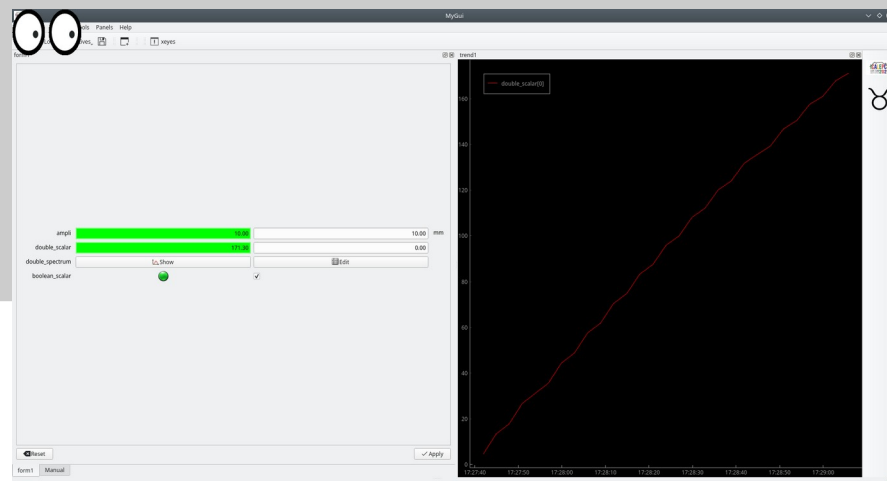 MyGui
Tools Panels Help
xeyes
trend1
double_scalar[0]
160
140
120
100
80
60
40
20
0
17:27:40 17:27:50 17:28:00 17:28:10 17:28:20 17:28:30 17:28:40 17:28:50 17:29:00
ampli 10.00 10.00 mm
double_scalar 171.30 0.00
double_spectrum Show Edit
boolean_scalar
Reset Apply
form1 Manual